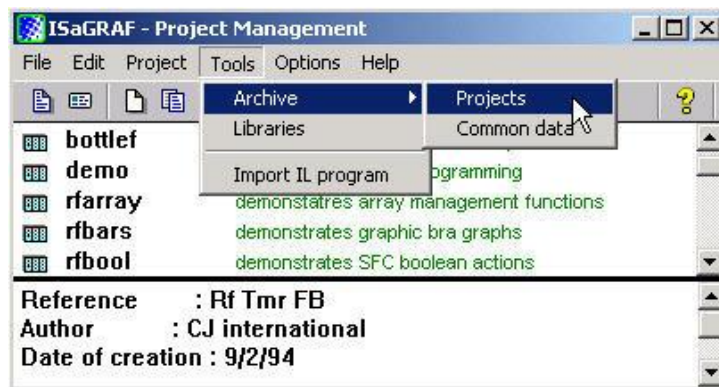 ISaGRAF - Project Management
File Edit Project Tools Options Help
Archive Projects
Libraries Common data
Import IL program
bottlef
demo ogramming
rfarray demonstatres array management functions
rfbars demonstrates graphic bra graphs
rfbool demonstrates SFC boolean actions
Reference : Rf Tmr FB
Author : CJ international
Date of creation : 9/2/94